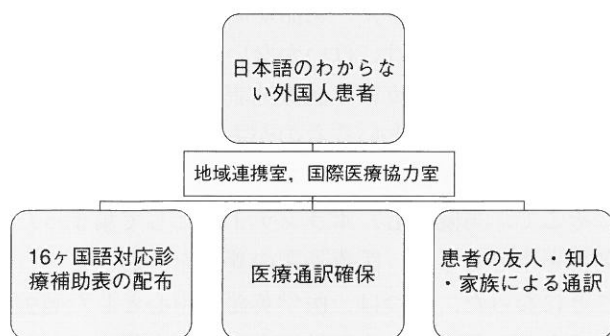 日本語のわからな
い外国人患者
地域連携室，国際医療協力室
16ヶ国語対応診
療補助表の配布
医療通訳確保
患者の友人・知人
・家族による通訳